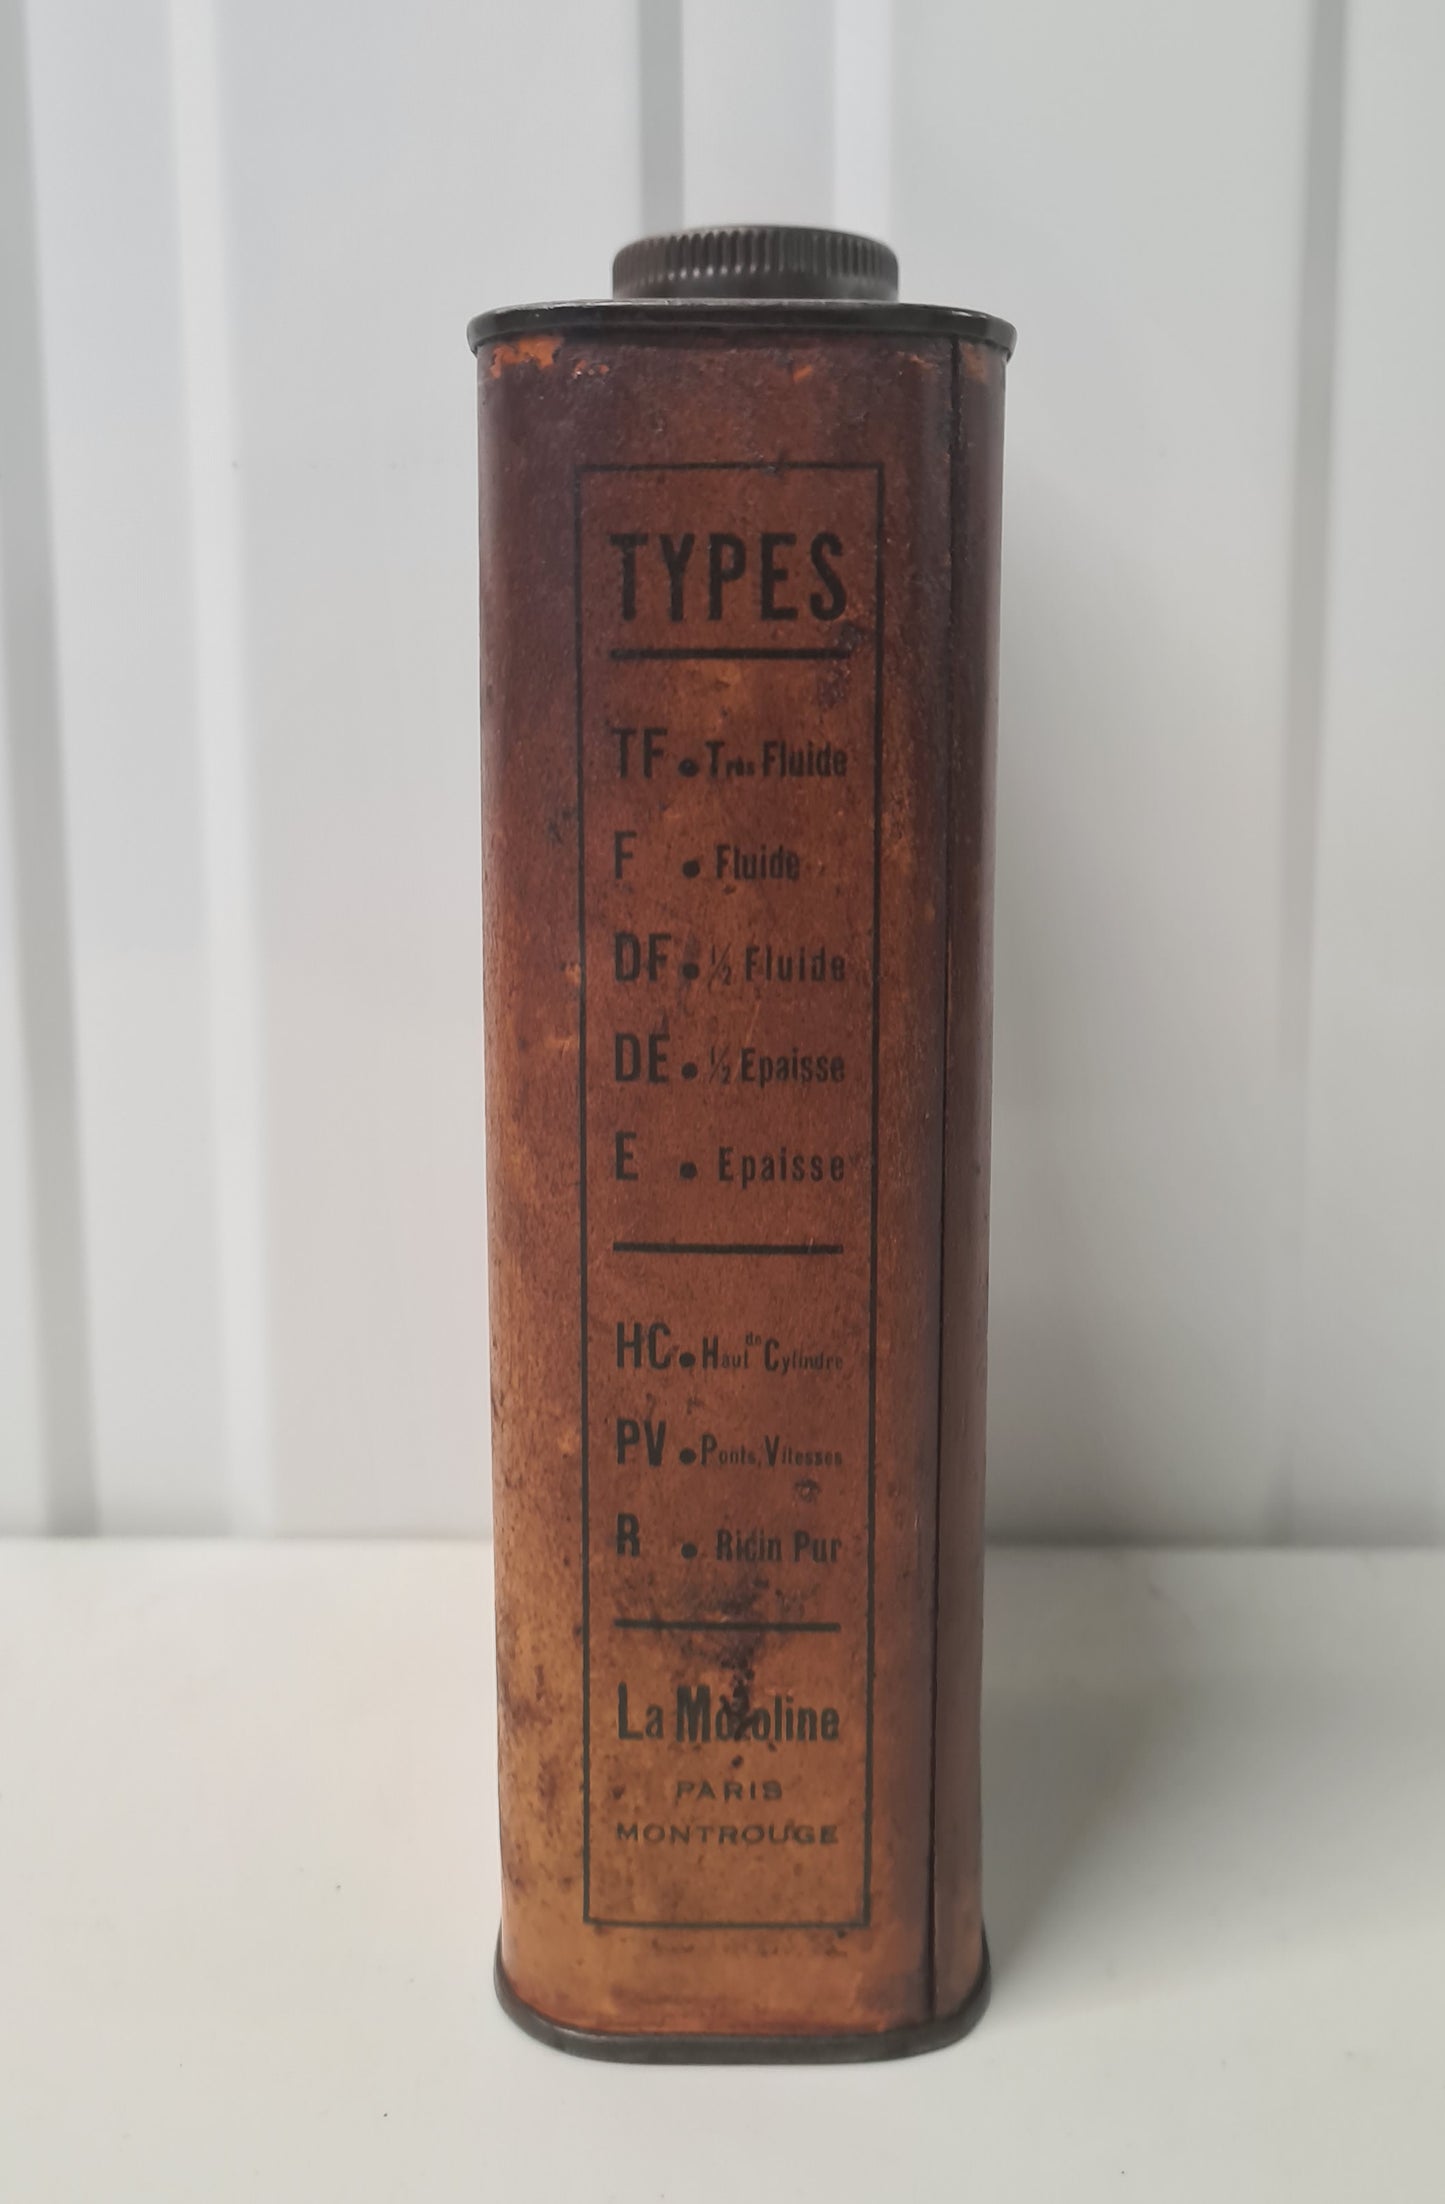 TYPES
TF • Très Fluide
F • Fluide
DF • ½ Fluide
DE • ½ Epaisse
E • Epaisse
HC • Haut de Cylindre
PV • Ponts, Vitesses
R • Ricin Pur
La Motoline
PARIS
MONTROUGE